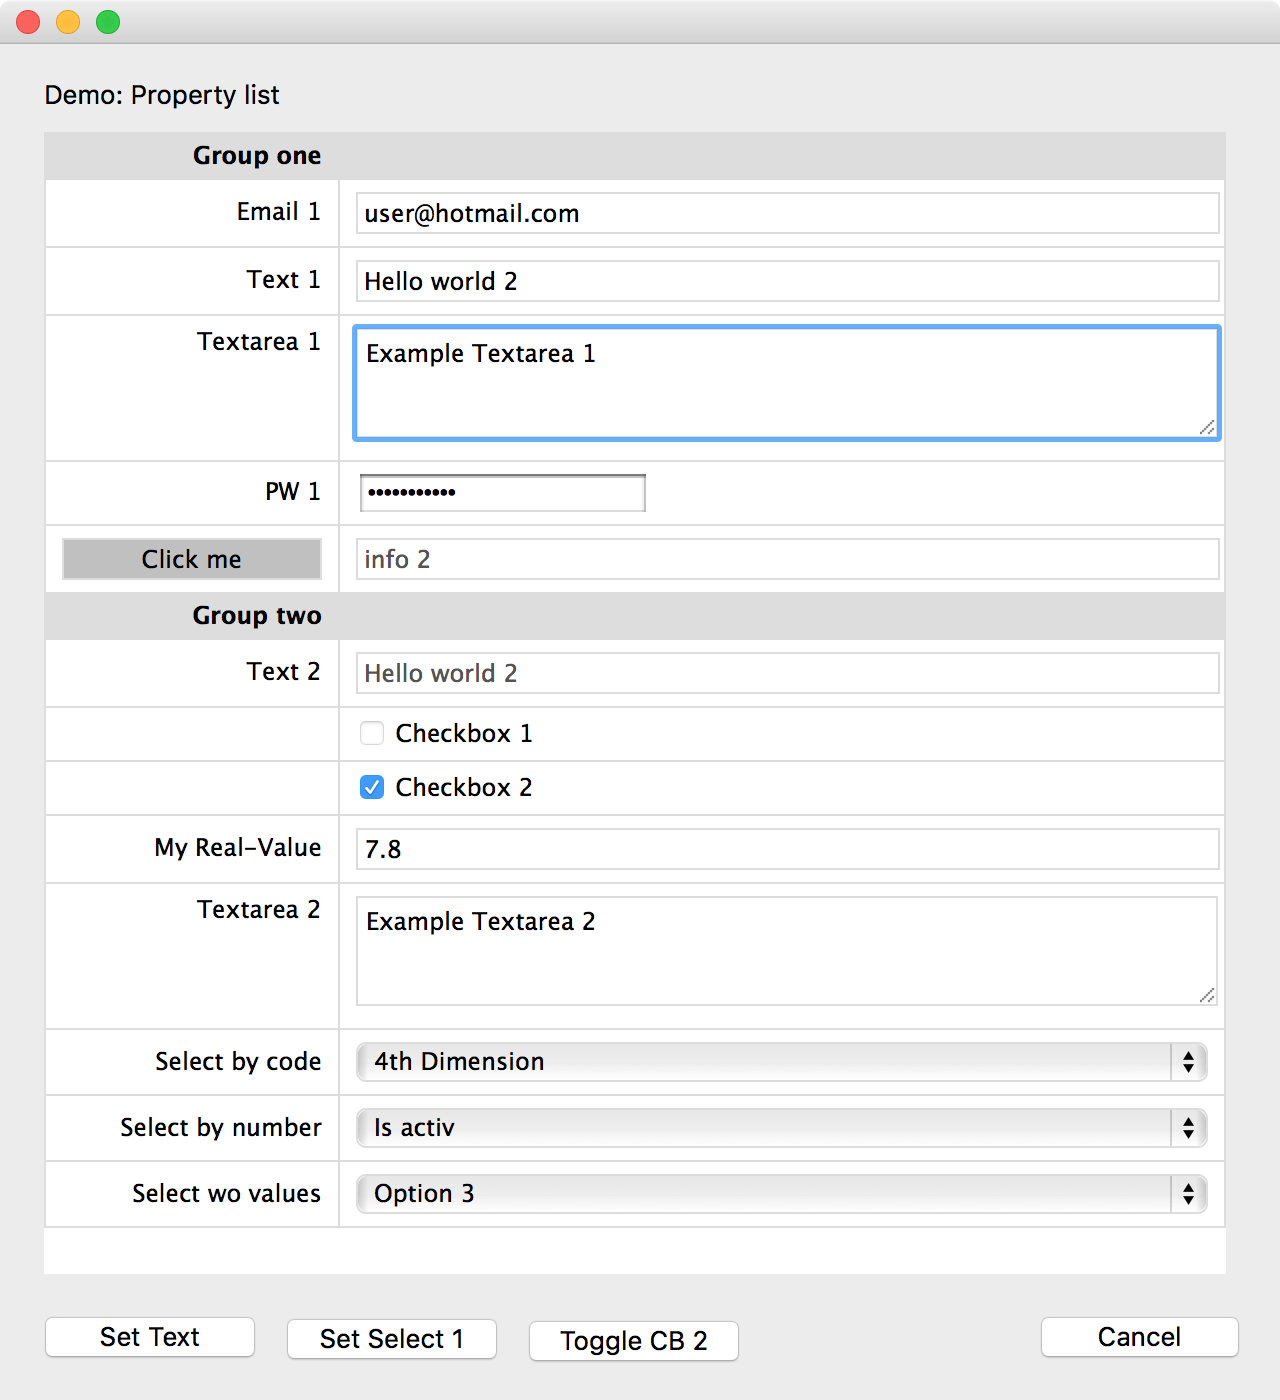 Demo: Property list
Group one
Email 1 user@hotmail.com
Text 1 Hello world 2
Textarea 1 Example Textarea 1
PW 1 •••••••••••
Click me info 2
Group two
Text 2 Hello world 2
Checkbox 1
Checkbox 2
My Real-Value 7.8
Textarea 2 Example Textarea 2
Select by code 4th Dimension
Select by number Is activ
Select wo values Option 3
Set Text Set Select 1 Toggle CB 2 Cancel